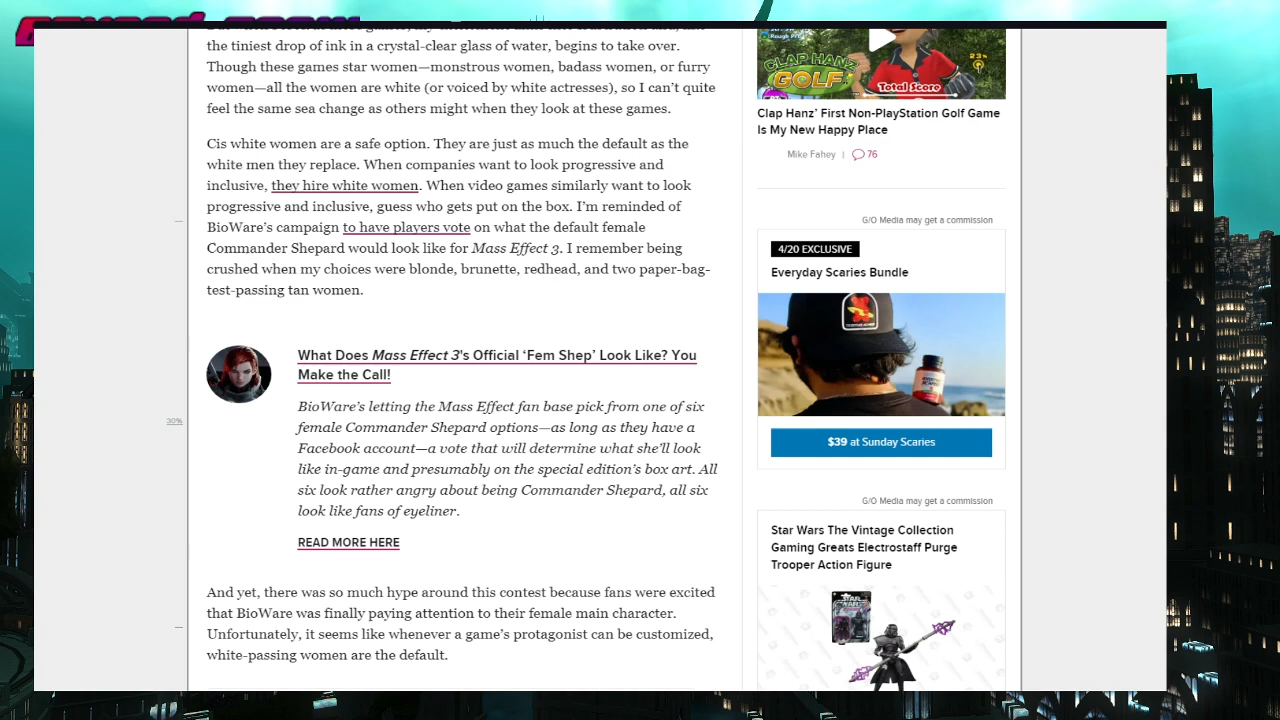 the tiniest drop of ink in a crystal-clear glass of water, begins to take over.
Though these games star women—monstrous women, badass women, or furry
women—all the women are white (or voiced by white actresses), so I can't quite
feel the same sea change as others might when they look at these games.
Cis white women are a safe option. They are just as much the default as the
white men they replace. When companies want to look progressive and
inclusive, they hire white women. When video games similarly want to look
progressive and inclusive, guess who gets put on the box. I'm reminded of
BioWare's campaign to have players vote on what the default female
Commander Shepard would look like for Mass Effect 3. I remember being
crushed when my choices were blonde, brunette, redhead, and two paper-bag-
test-passing tan women.
30%
What Does Mass Effect 3's Official 'Fem Shep' Look Like? You
Make the Call!
BioWare's letting the Mass Effect fan base pick from one of six
female Commander Shepard options—as long as they have a
Facebook account—a vote that will determine what she'll look
like in-game and presumably on the special edition's box art. All
six look rather angry about being Commander Shepard, all six
look like fans of eyeliner.
READ MORE HERE
And yet, there was so much hype around this contest because fans were excited
that BioWare was finally paying attention to their female main character.
Unfortunately, it seems like whenever a game's protagonist can be customized,
white-passing women are the default.
CLAP HANZ
GOLF
Total Score
Clap Hanz' First Non-PlayStation Golf Game
Is My New Happy Place
Mike Fahey | 76
G/O Media may get a commission
4/20 EXCLUSIVE
Everyday Scaries Bundle
$39 at Sunday Scaries
G/O Media may get a commission
Star Wars The Vintage Collection
Gaming Greats Electrostaff Purge
Trooper Action Figure
STAR
WARS